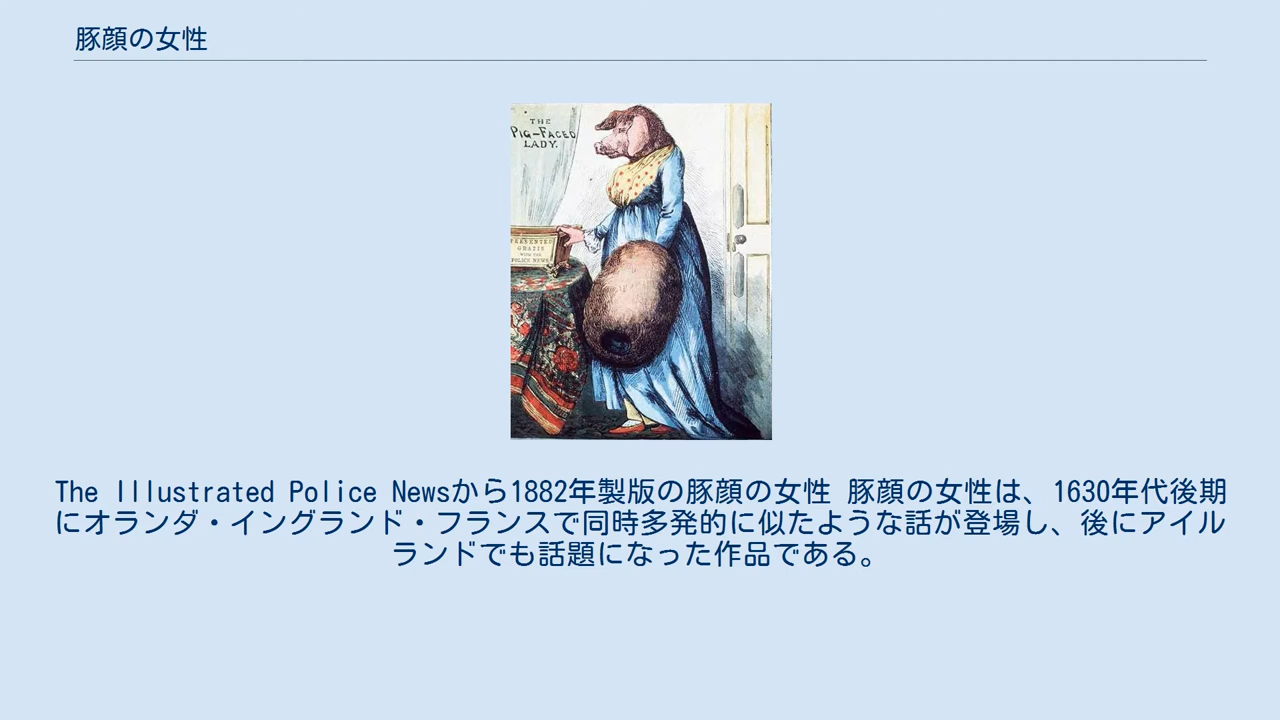 豚顔の女性
THE
PIG-FACED
LADY.
PRESENTED
GRATIS
WITH THE
POLICE NEWS
The Illustrated Police Newsから1882年製版の豚顔の女性 豚顔の女性は、1630年代後期
にオランダ・イングランド・フランスで同時多発的に似たような話が登場し、後にアイル
ランドでも話題になった作品である。